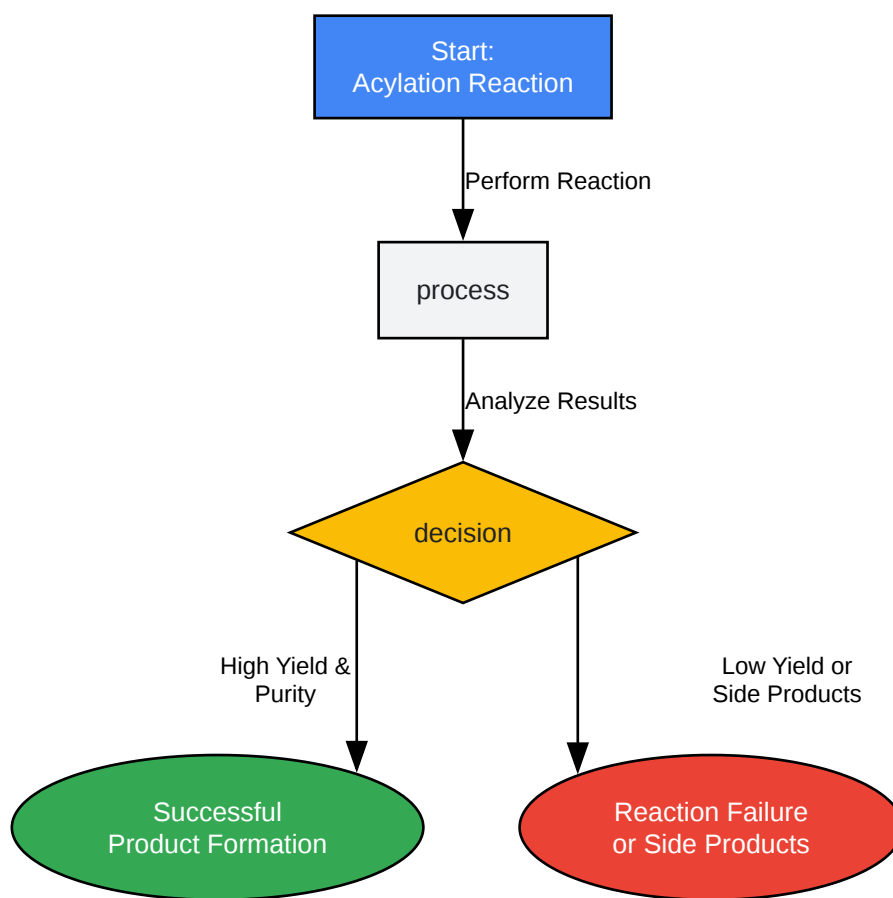 Start:
Acylation Reaction
Perform Reaction
process
Analyze Results
decision
High Yield &
Purity
Low Yield or
Side Products
Successful
Product Formation
Reaction Failure
or Side Products